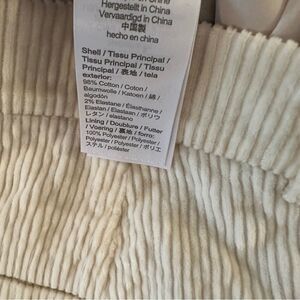 Hergestellt in China
Vervaardigd in China
中国製
hecho en china
Shell / Tissu Principal /
Tissu Principal / Tissu
Principal / 表地 / tela
exterior:
98% Cotton / Coton /
Baumwolle / Katoen / 綿 /
algodón
2% Elastane / Élasthanne /
Elastan / Elastaan / ポリウ
レタン / elastano
Lining / Doublure / Futter
/ Voering / 裏地 / forro:
100% Polyester / Polyester /
Polyester / Polyester / ポリエ
ステル / poliéster